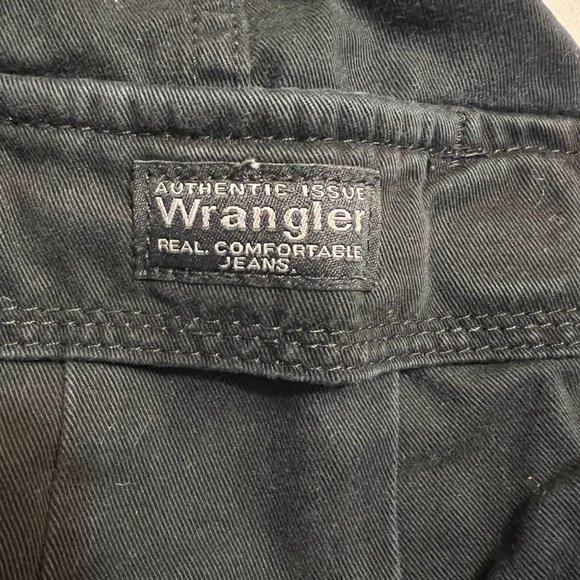 AUTHENTIC ISSUE
Wrangler
REAL. COMFORTABLE
JEANS.